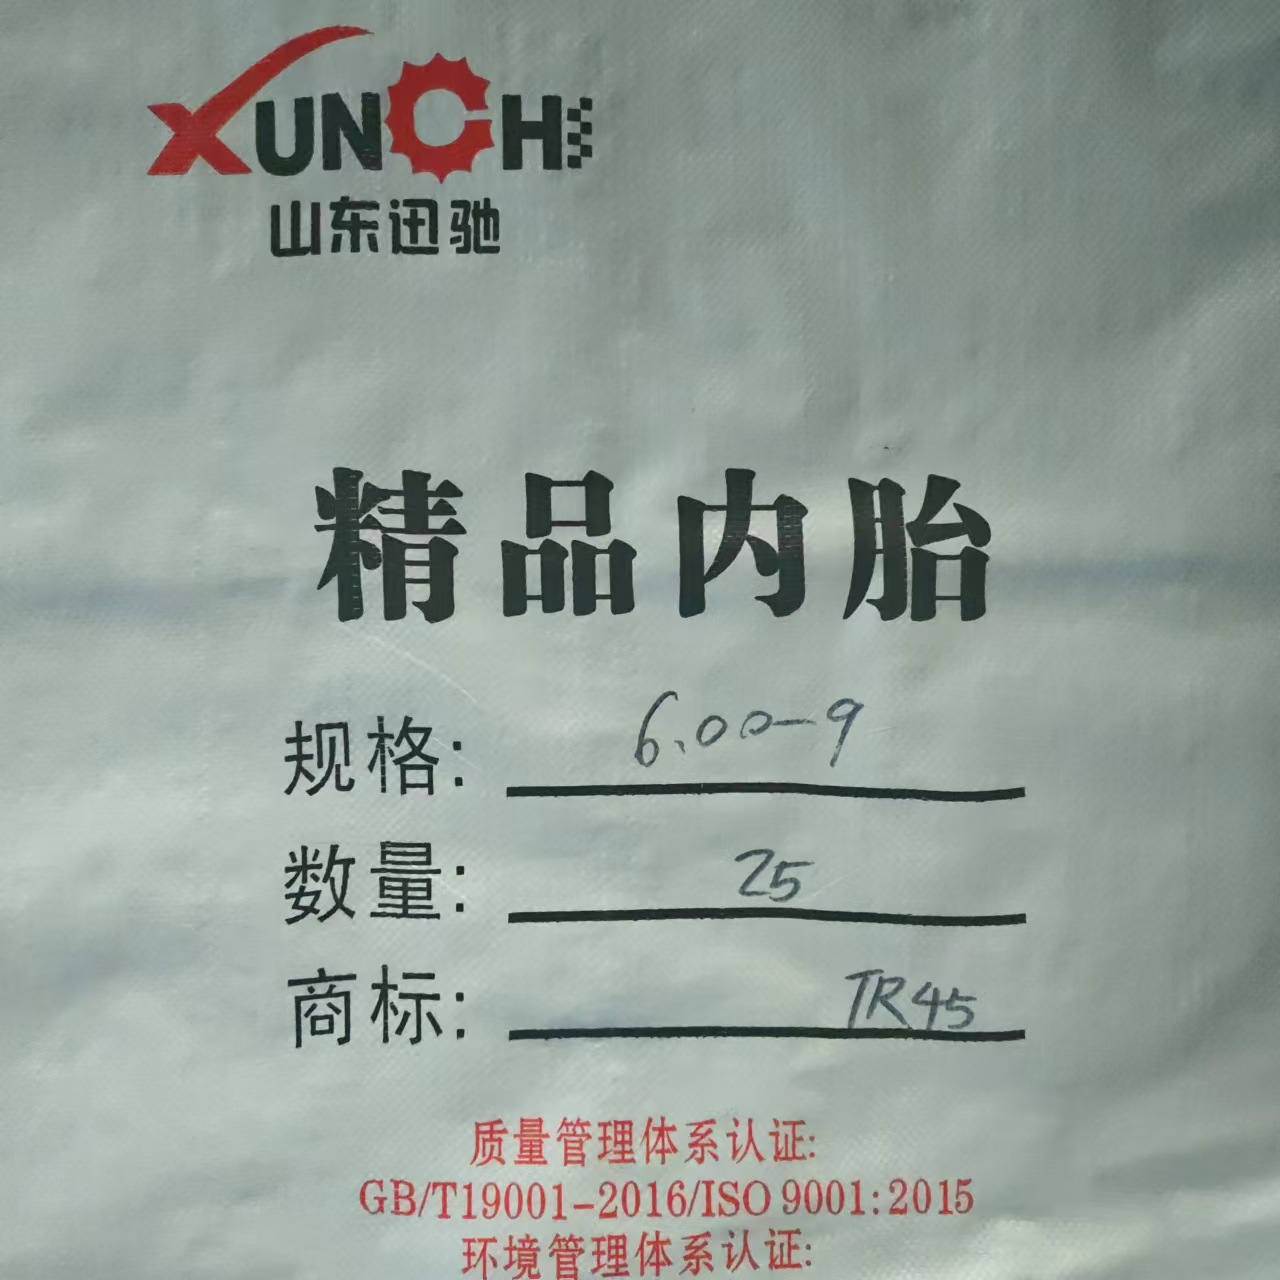 XUNCHI
山东迅驰
精品内胎
规格: 6.00-9
数量: 25
商标: TR45
质量管理体系认证:
GB/T19001-2016/ISO 9001:2015
环境管理体系认证: